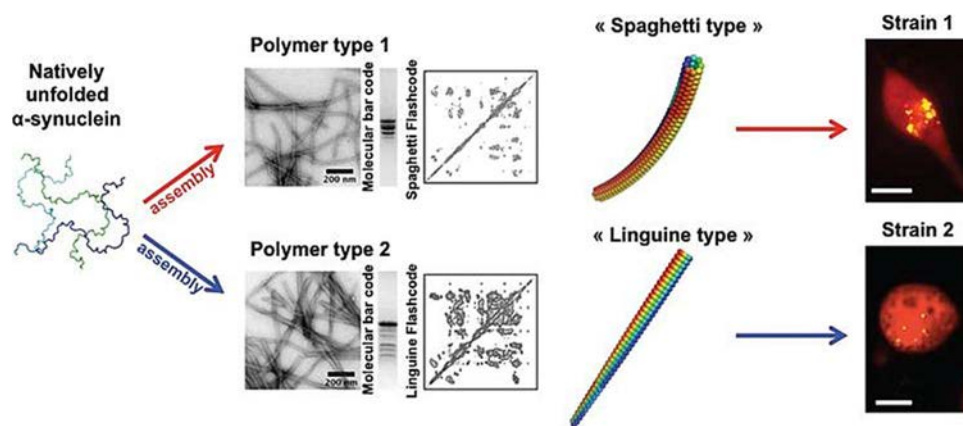 Natively
unfolded
α-synuclein
assembly
assembly
Polymer type 1
200 nm
Molecular bar code
Spaghetti Flashcode
« Spaghetti type »
Strain 1
Polymer type 2
200 nm
Molecular bar code
Linguine Flashcode
« Linguine type »
Strain 2